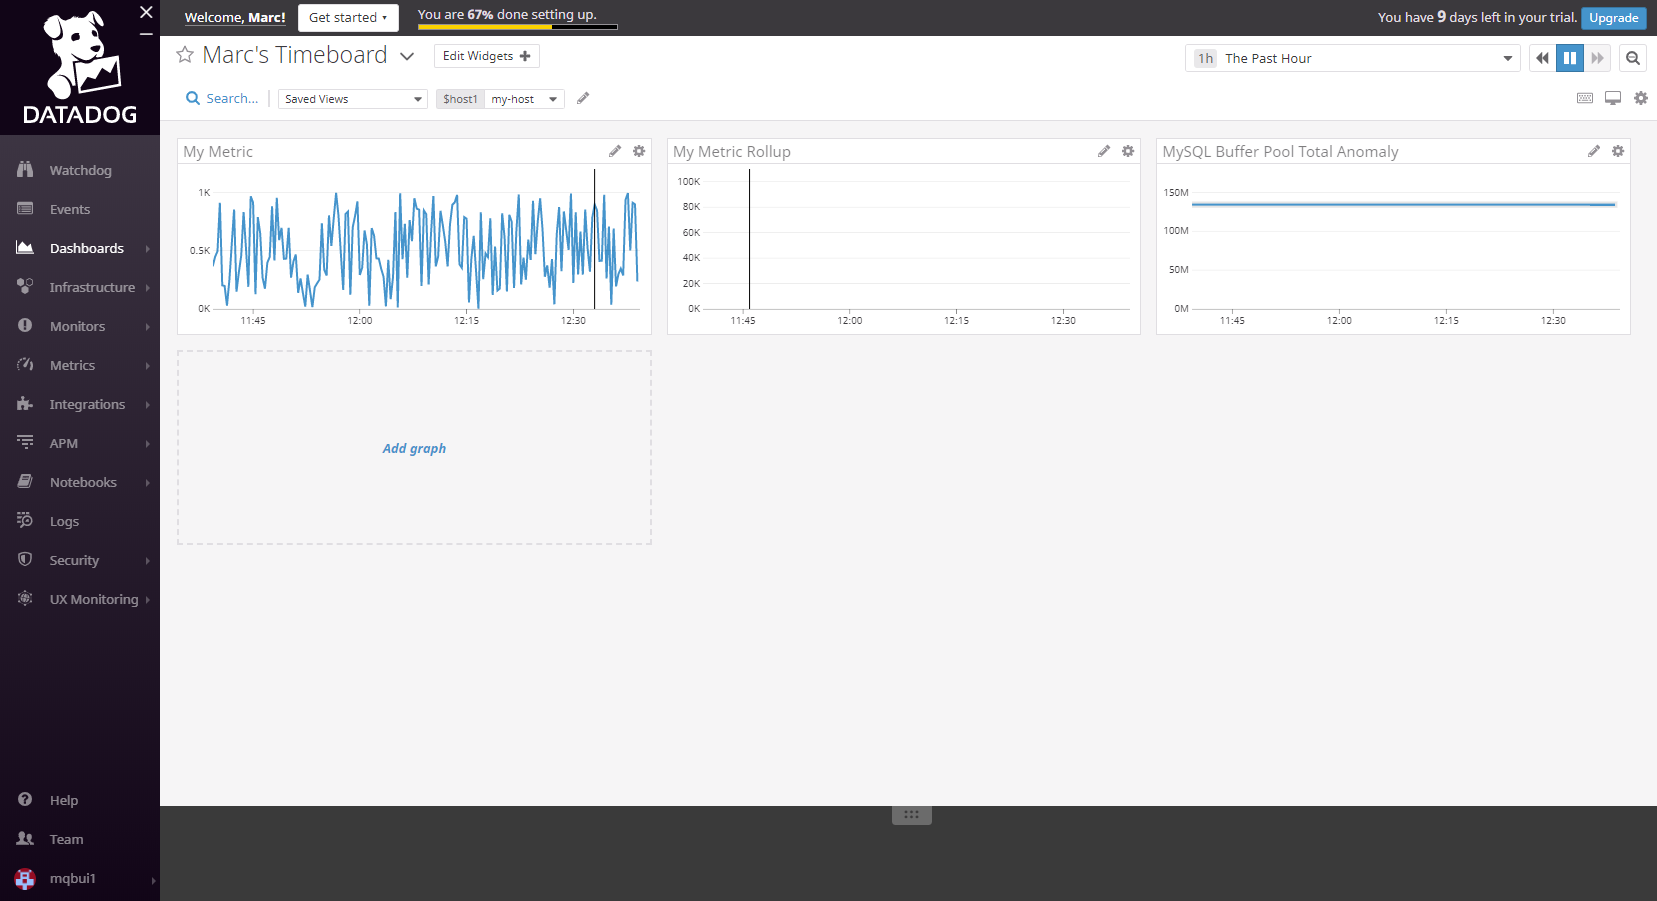 Welcome, Marc!
Get started
You are 67% done setting up.
You have 9 days left in your trial.
Upgrade
DATADOG
Marc's Timeboard
Edit Widgets
1h The Past Hour
Search...
Saved Views
$host1 my-host
Watchdog
Events
Dashboards
Infrastructure
Monitors
Metrics
Integrations
APM
Notebooks
Logs
Security
UX Monitoring
Help
Team
mqbui1
My Metric
1K
0.5K
0K
11:45 12:00 12:15 12:30
My Metric Rollup
100K
80K
60K
40K
20K
0K
11:45 12:00 12:15 12:30
MySQL Buffer Pool Total Anomaly
150M
100M
50M
0M
11:45 12:00 12:15 12:30
Add graph